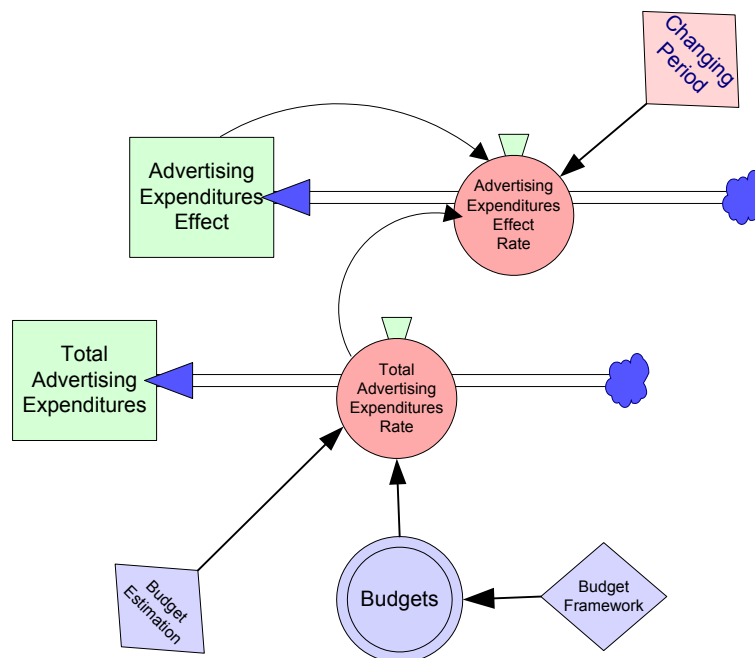 Changing
Period
Advertising
Expenditures
Effect
Advertising
Expenditures
Effect
Rate
Total
Advertising
Expenditures
Total
Advertising
Expenditures
Rate
Budget
Estimation
Budgets
Budget
Framework